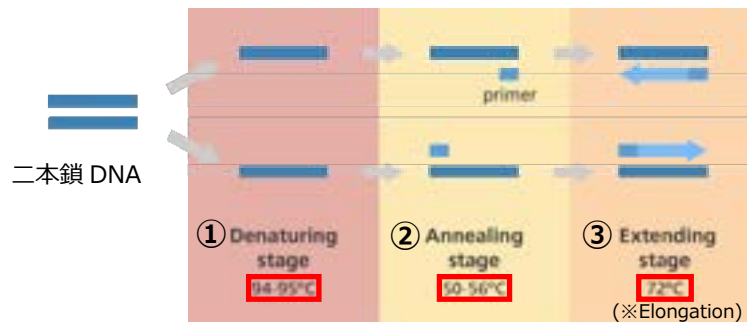 primer
二本鎖 DNA
① Denaturing
stage
94-95°C
② Annealing
stage
50-56°C
③ Extending
stage
72°C
(※Elongation)